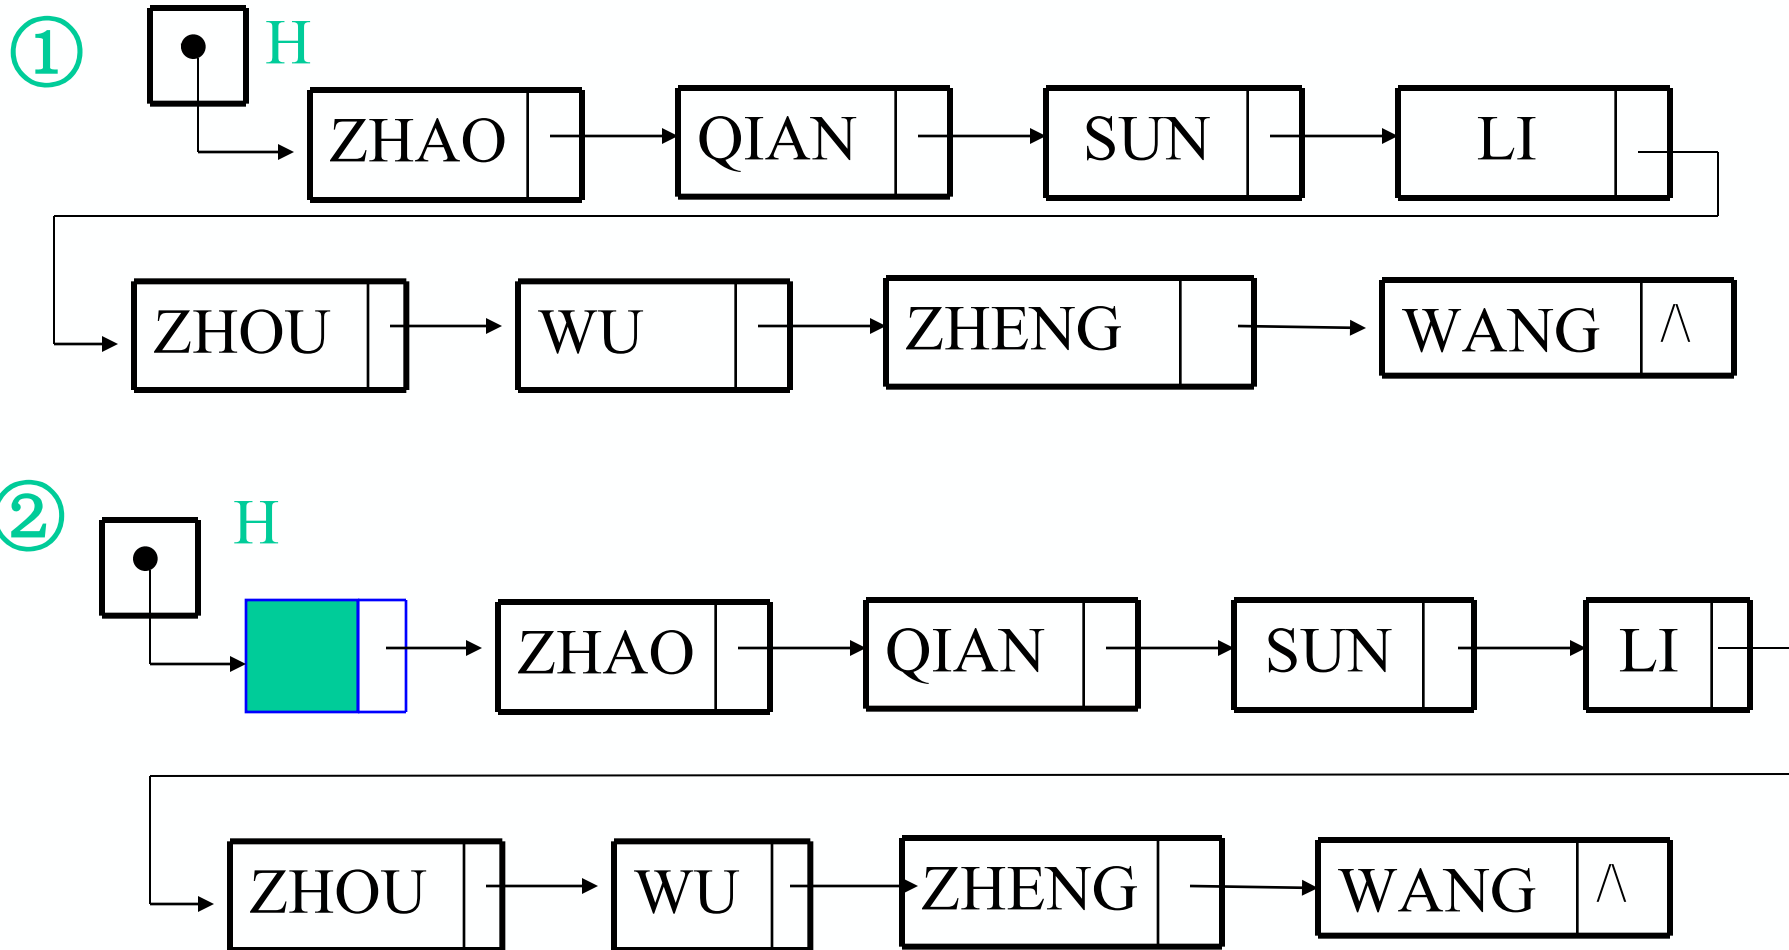 ① H
ZHAO QIAN SUN LI
ZHOU WU ZHENG WANG ^
② H
ZHAO QIAN SUN LI
ZHOU WU ZHENG WANG ^